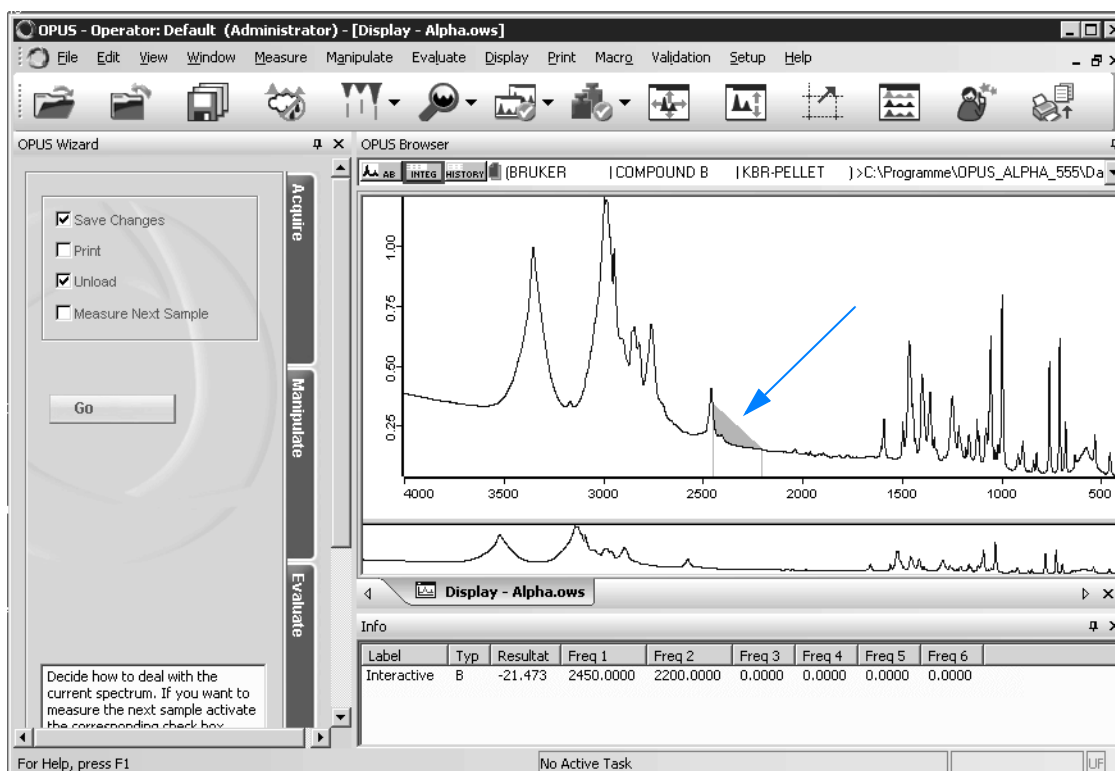 OPUS - Operator: Default (Administrator) - [Display - Alpha.ows]
File Edit View Window Measure Manipulate Evaluate Display Print Macro Validation Setup Help
OPUS Wizard
Save Changes
Print
Unload
Measure Next Sample
Go
Decide how to deal with the
current spectrum. If you want to
measure the next sample activate
the corresponding check box
Acquire
Manipulate
Evaluate
OPUS Browser
AB INTEG HISTORY (BRUKER |COMPOUND B |KBR-PELLET )>C:\Programme\OPUS_ALPHA_555\Da
1.00
0.75
0.50
0.25
4000 3500 3000 2500 2000 1500 1000 500
Display - Alpha.ows
Info
Label Typ Resultat Freq 1 Freq 2 Freq 3 Freq 4 Freq 5 Freq 6
Interactive B -21.473 2450.0000 2200.0000 0.0000 0.0000 0.0000 0.0000
For Help, press F1 No Active Task UF